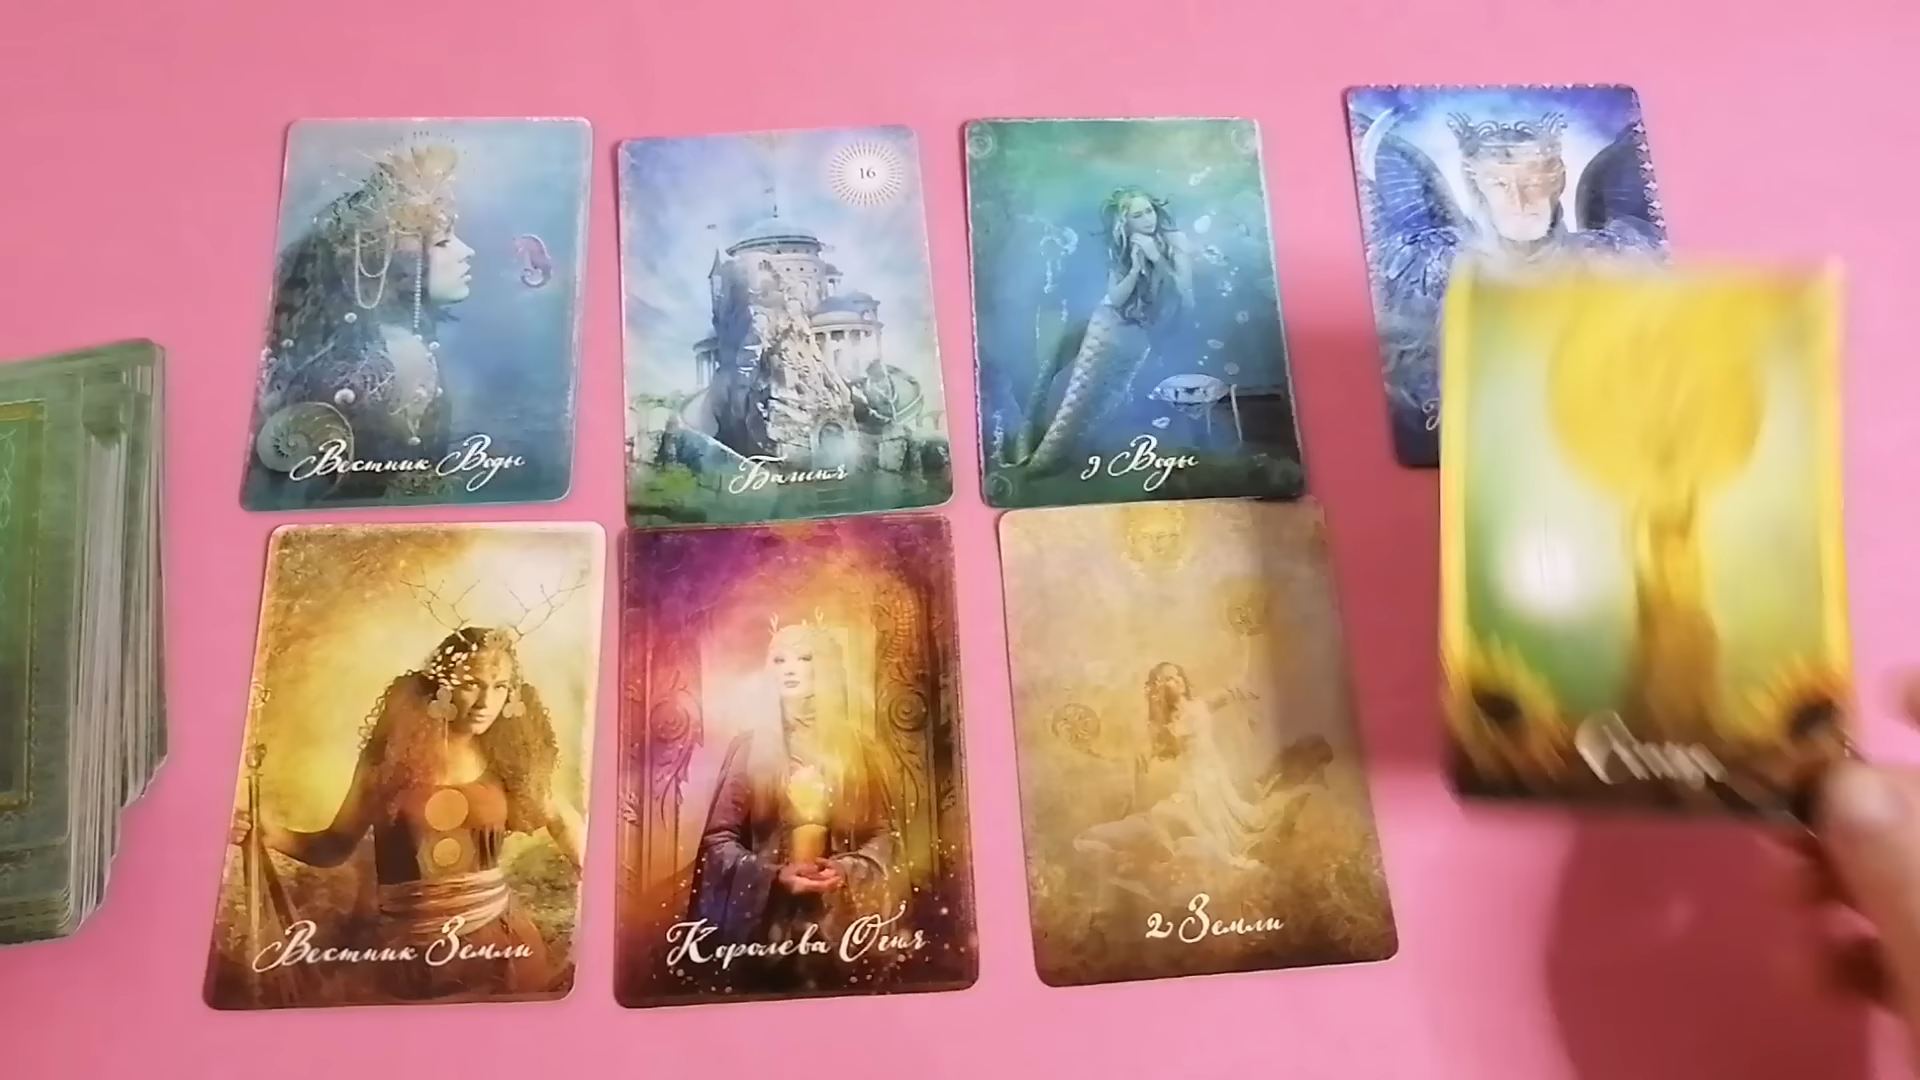 Вестник Воды
16
Башня
9 Воды
Вестник Земли
Королева Огня
2 Земли